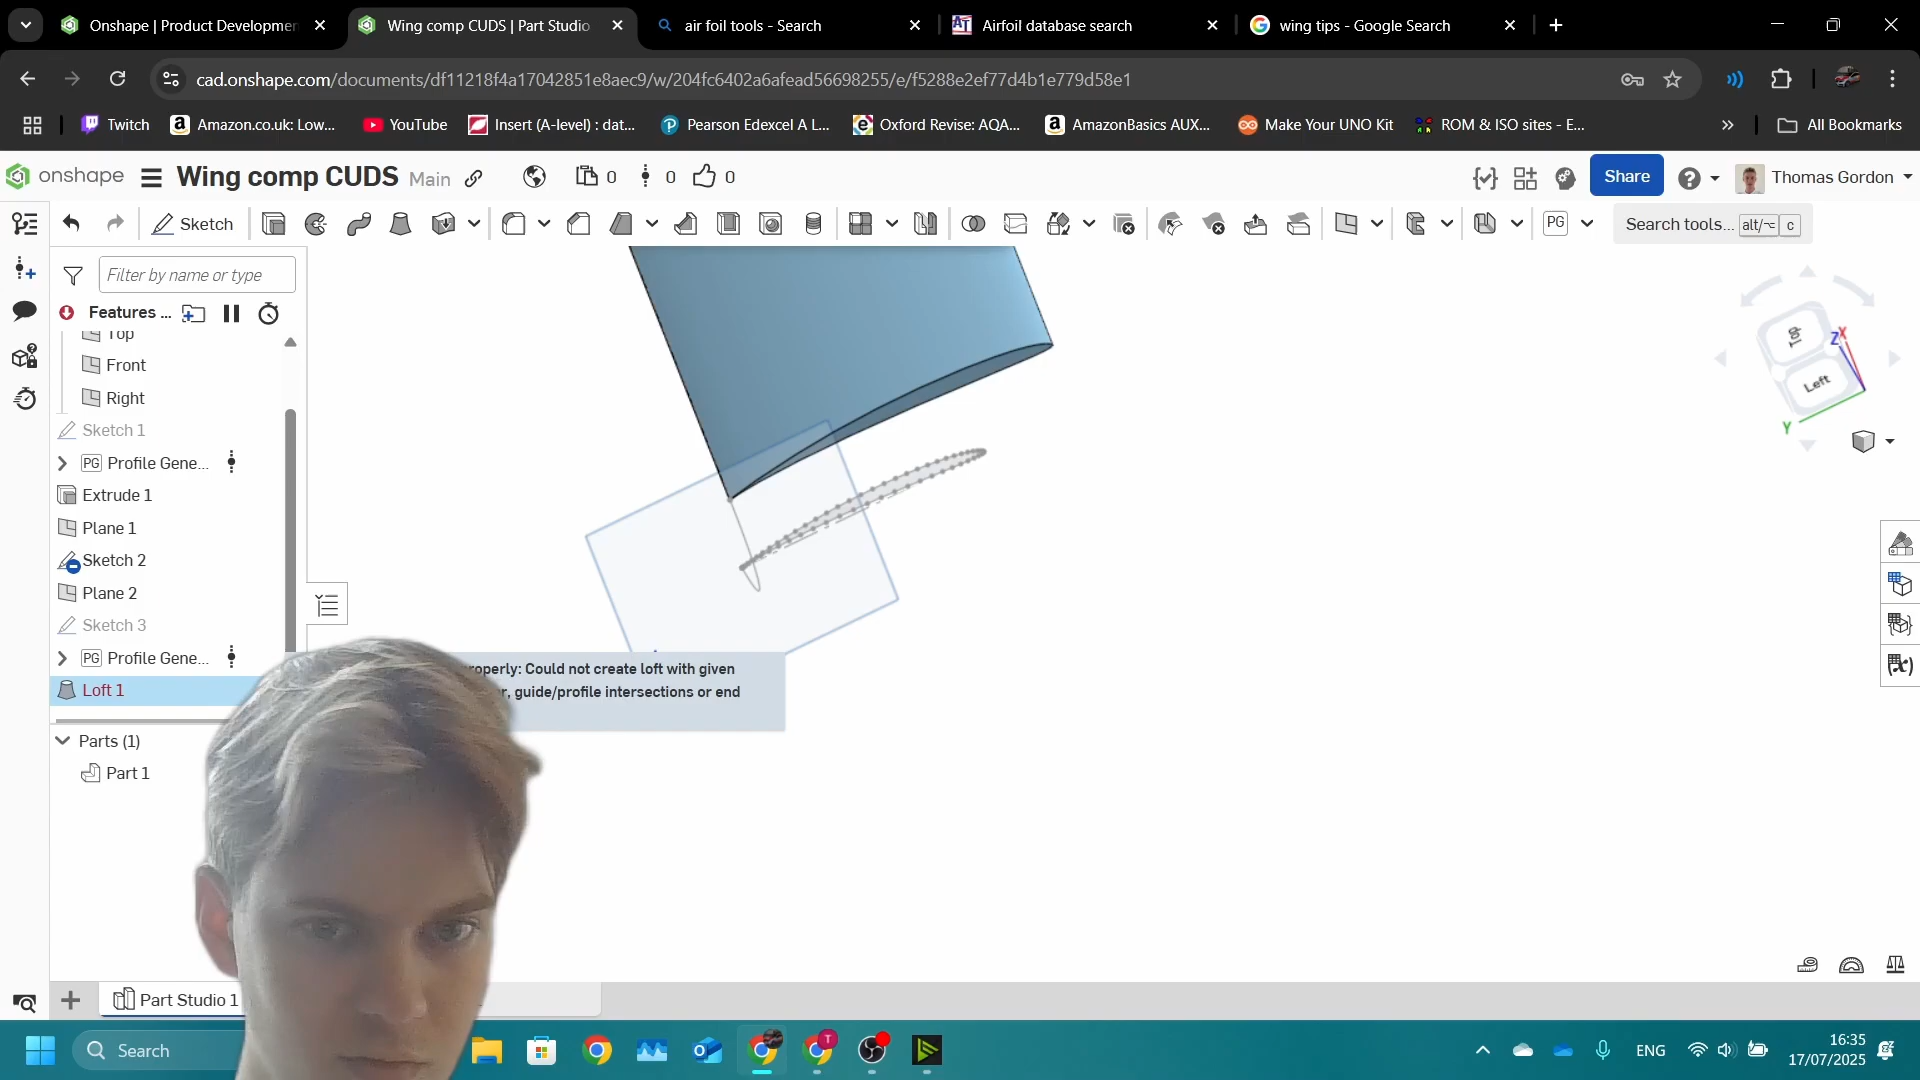 Onshape | Product Developmen
Wing comp CUDS | Part Studio
air foil tools - Search
Airfoil database search
wing tips - Google Search
cad.onshape.com/documents/df11218f4a17042851e8aec9/w/204fc6402a6afead56698255/e/f5288e2ef77d4b1e779d58e1
Twitch
Amazon.co.uk: Low...
YouTube
Insert (A-level) : dat...
Pearson Edexcel A L...
Oxford Revise: AQA...
AmazonBasics AUX...
Make Your UNO Kit
ROM & ISO sites - E...
All Bookmarks
onshape
Wing comp CUDS Main
0
0
0
Share
Thomas Gordon
Sketch
PG
Search tools... alt/⌥ c
Filter by name or type
Features ...
Top
Front
Right
Sketch 1
PG Profile Gene...
Extrude 1
Plane 1
Sketch 2
Plane 2
Sketch 3
PG Profile Gene...
Loft 1
Parts (1)
Part 1
roperly: Could not create loft with given
r, guide/profile intersections or end
Top
Left
X
Z
Y
(x)
Part Studio 1
Search
ENG
16:35
17/07/2025